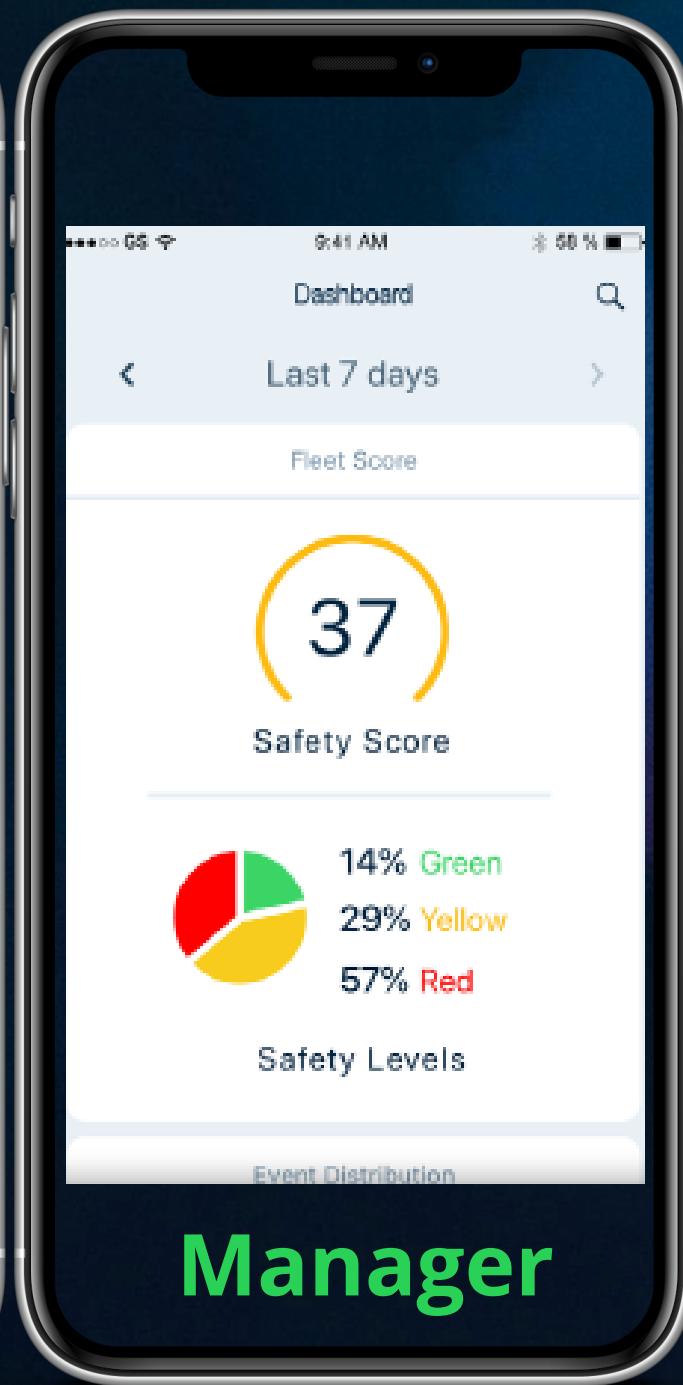 GS 9:41 AM 58 %
Dashboard
Last 7 days
Fleet Score
37
Safety Score
14% Green
29% Yellow
57% Red
Safety Levels
Event Distribution
Manager